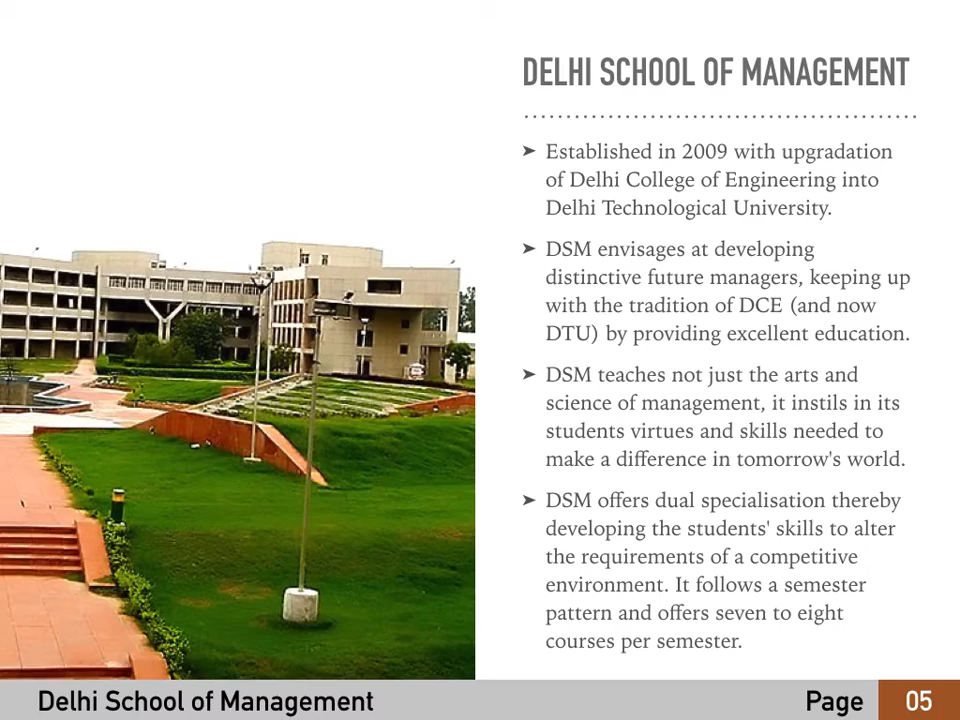 DELHI SCHOOL OF MANAGEMENT
➤ Established in 2009 with upgradation
of Delhi College of Engineering into
Delhi Technological University.
➤ DSM envisages at developing
distinctive future managers, keeping up
with the tradition of DCE (and now
DTU) by providing excellent education.
➤ DSM teaches not just the arts and
science of management, it instils in its
students virtues and skills needed to
make a difference in tomorrow's world.
➤ DSM offers dual specialisation thereby
developing the students' skills to alter
the requirements of a competitive
environment. It follows a semester
pattern and offers seven to eight
courses per semester.
Delhi School of Management
Page 05